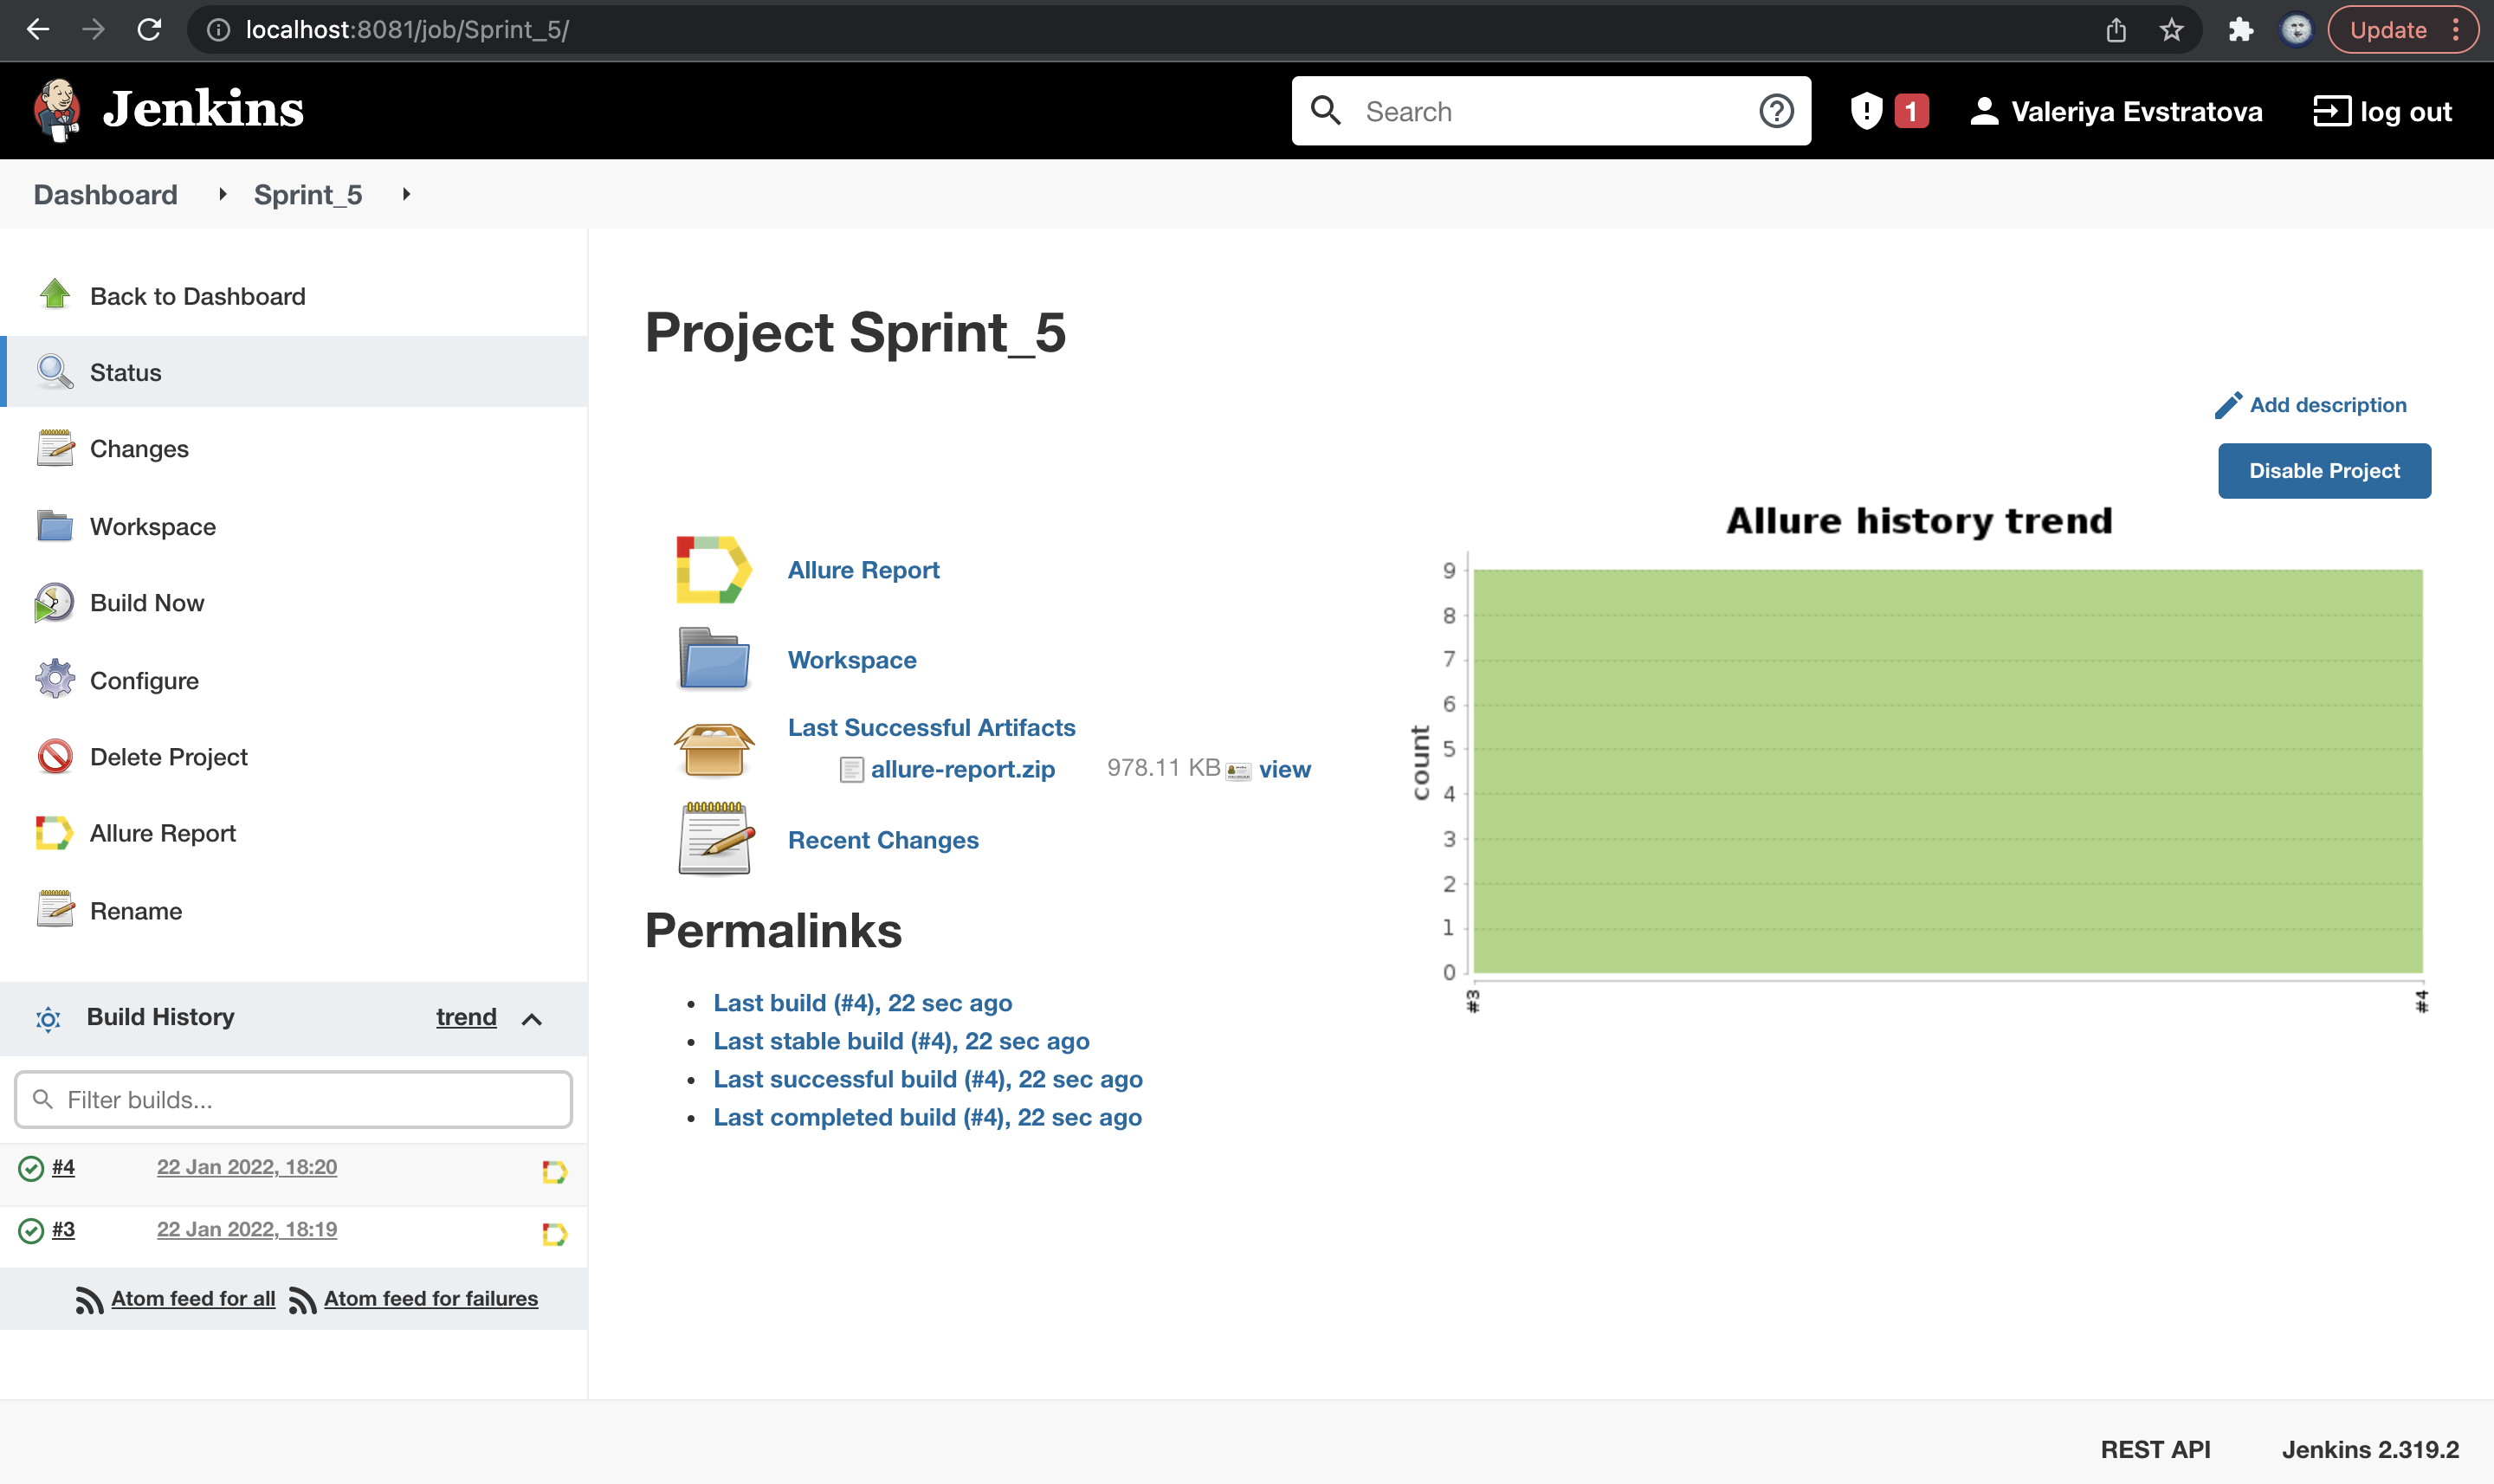 localhost:8081/job/Sprint_5/
Update
Jenkins
Search
1
Valeriya Evstratova
log out
Dashboard
Sprint_5
Back to Dashboard
Status
Changes
Workspace
Build Now
Configure
Delete Project
Allure Report
Rename
Build History
trend
Filter builds...
#4
22 Jan 2022, 18:20
#3
22 Jan 2022, 18:19
Atom feed for all
Atom feed for failures
Project Sprint_5
Add description
Disable Project
Allure Report
Workspace
Last Successful Artifacts
allure-report.zip 978.11 KB view
Recent Changes
Allure history trend
count
9
8
7
6
5
4
3
2
1
0
#3
#4
Permalinks
Last build (#4), 22 sec ago
Last stable build (#4), 22 sec ago
Last successful build (#4), 22 sec ago
Last completed build (#4), 22 sec ago
REST API
Jenkins 2.319.2